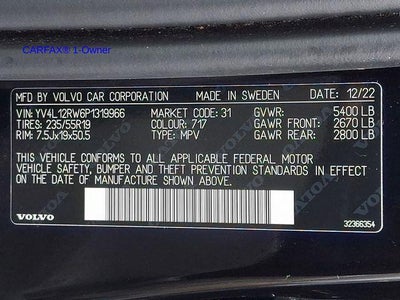 CARFAX® 1-Owner
MFD BY VOLVO CAR CORPORATION MADE IN SWEDEN DATE: 12/22
VIN: YV4L12RW6P1319966 MARKET CODE: 31 GVWR: 5400 LB
TIRES: 235/55R19 COLOUR: 717 GAWR FRT: 2670 LB
RIM: 7.5Jx19x50.5 TYPE: MPV GAWR RR: 2800 LB
THIS VEHICLE CONFORMS TO ALL APPLICABLE FEDERAL MOTOR
VEHICLE SAFETY, BUMPER, AND THEFT PREVENTION STANDARDS
IN EFFECT ON THE DATE OF MANUFACTURE SHOWN ABOVE.
VOLVO 32366354